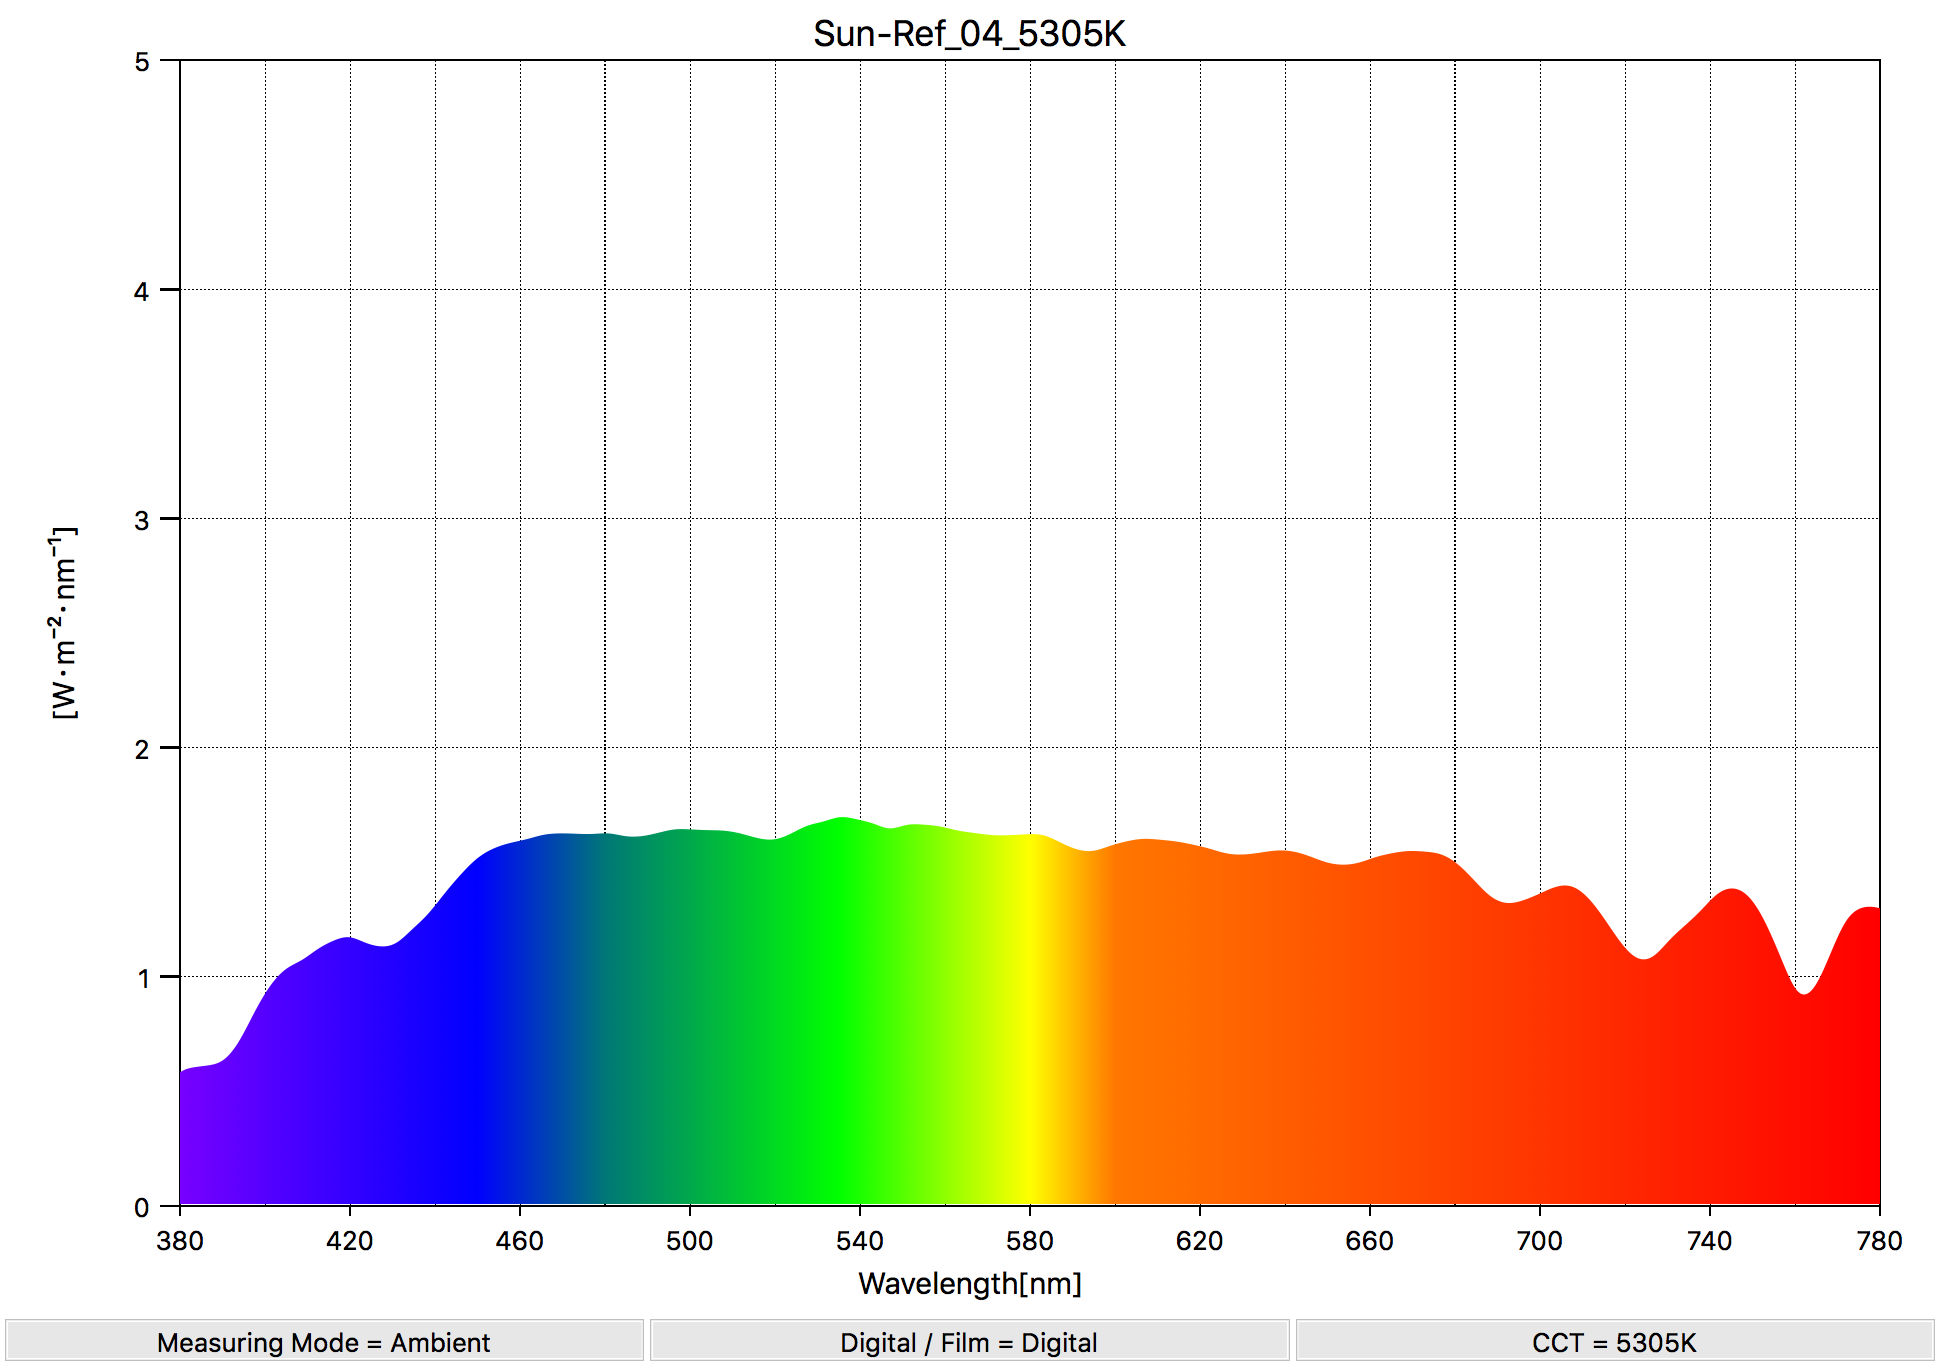 Sun-Ref_04_5305K
5
4
3
2
1
0
[W·m⁻²·nm⁻¹]
380 420 460 500 540 580 620 660 700 740 780
Wavelength[nm]
Measuring Mode = Ambient
Digital / Film = Digital
CCT = 5305K